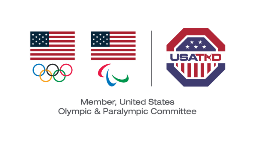 USATKD
Member, United States
Olympic & Paralympic Committee